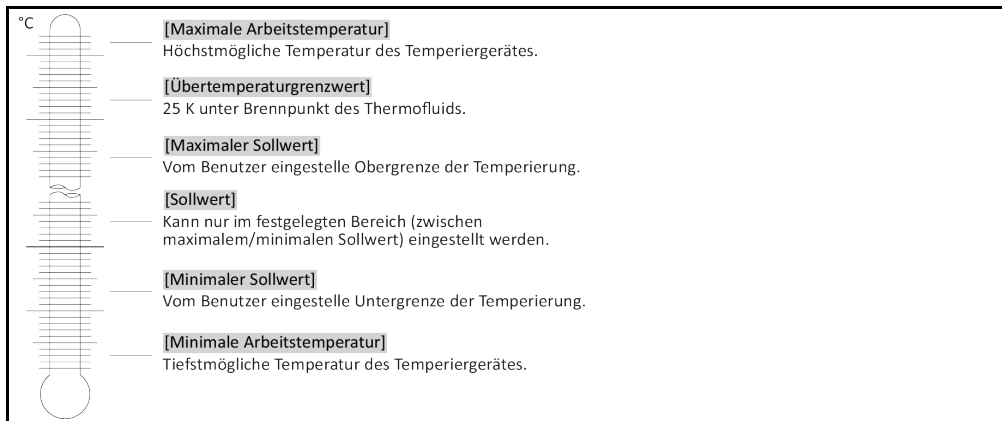 °C
[Maximale Arbeitstemperatur]
Höchstmögliche Temperatur des Temperiergerätes.
[Übertemperaturgrenzwert]
25 K unter Brennpunkt des Thermofluids.
[Maximaler Sollwert]
Vom Benutzer eingestelle Obergrenze der Temperierung.
[Sollwert]
Kann nur im festgelegten Bereich (zwischen
maximalem/minimalen Sollwert) eingestellt werden.
[Minimaler Sollwert]
Vom Benutzer eingestelle Untergrenze der Temperierung.
[Minimale Arbeitstemperatur]
Tiefstmögliche Temperatur des Temperiergerätes.